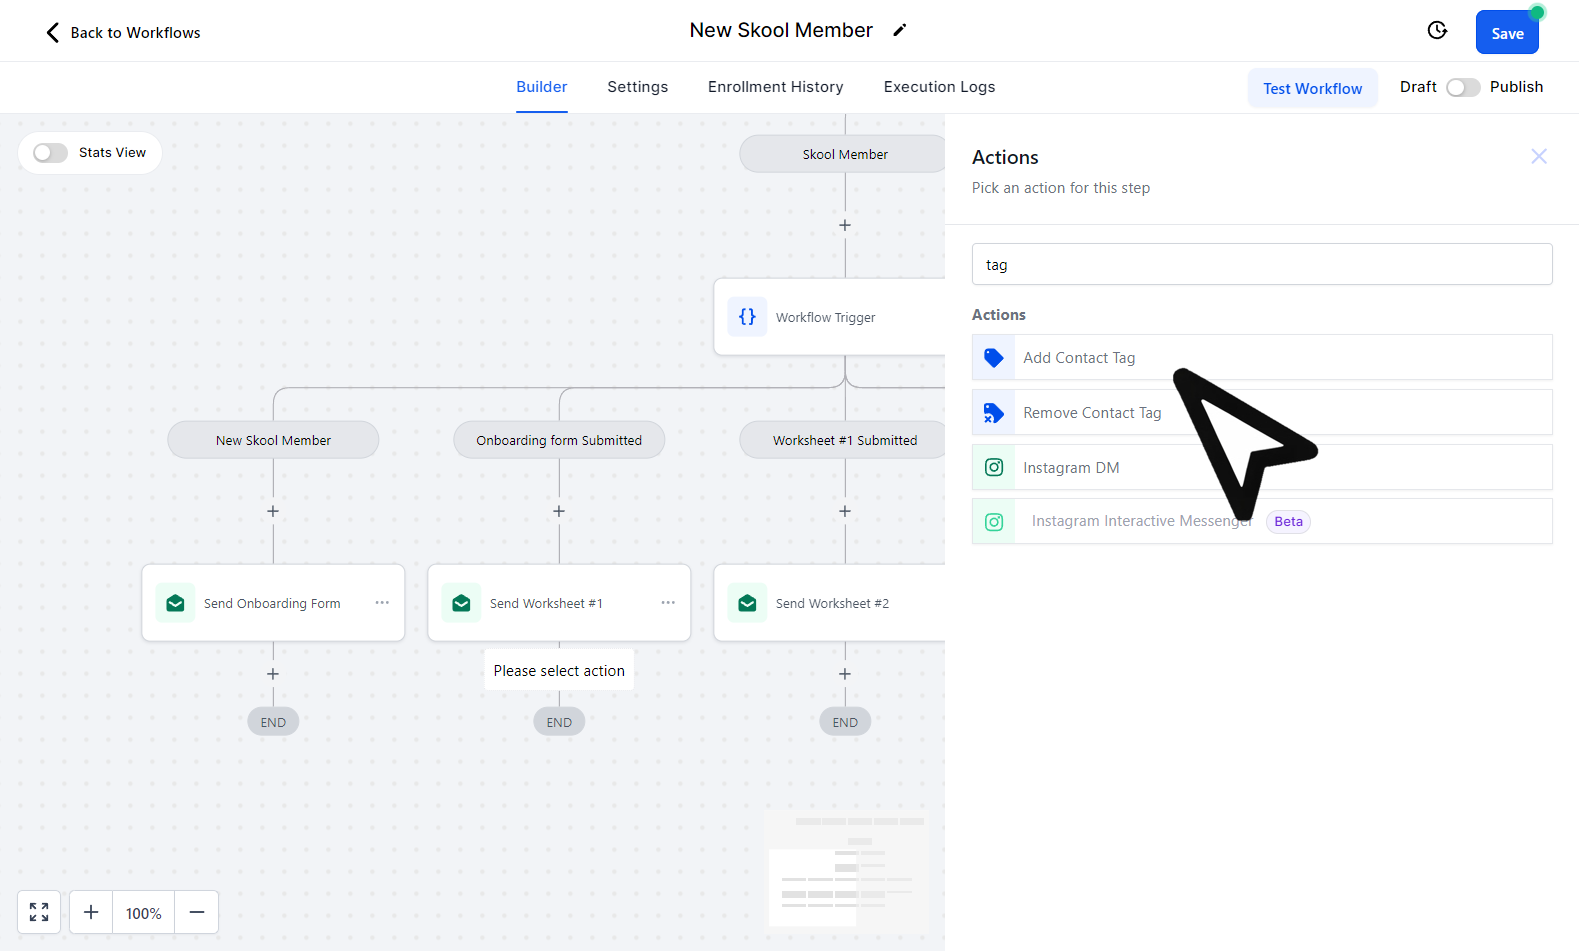 Back to Workflows
New Skool Member
Save
Builder
Settings
Enrollment History
Execution Logs
Test Workflow
Draft
Publish
Stats View
Skool Member
Workflow Trigger
New Skool Member
Onboarding form Submitted
Worksheet #1 Submitted
Send Onboarding Form
Send Worksheet #1
Send Worksheet #2
Please select action
END
END
END
100%
Actions
Pick an action for this step
tag
Actions
Add Contact Tag
Remove Contact Tag
Instagram DM
Instagram Interactive Messenger
Beta